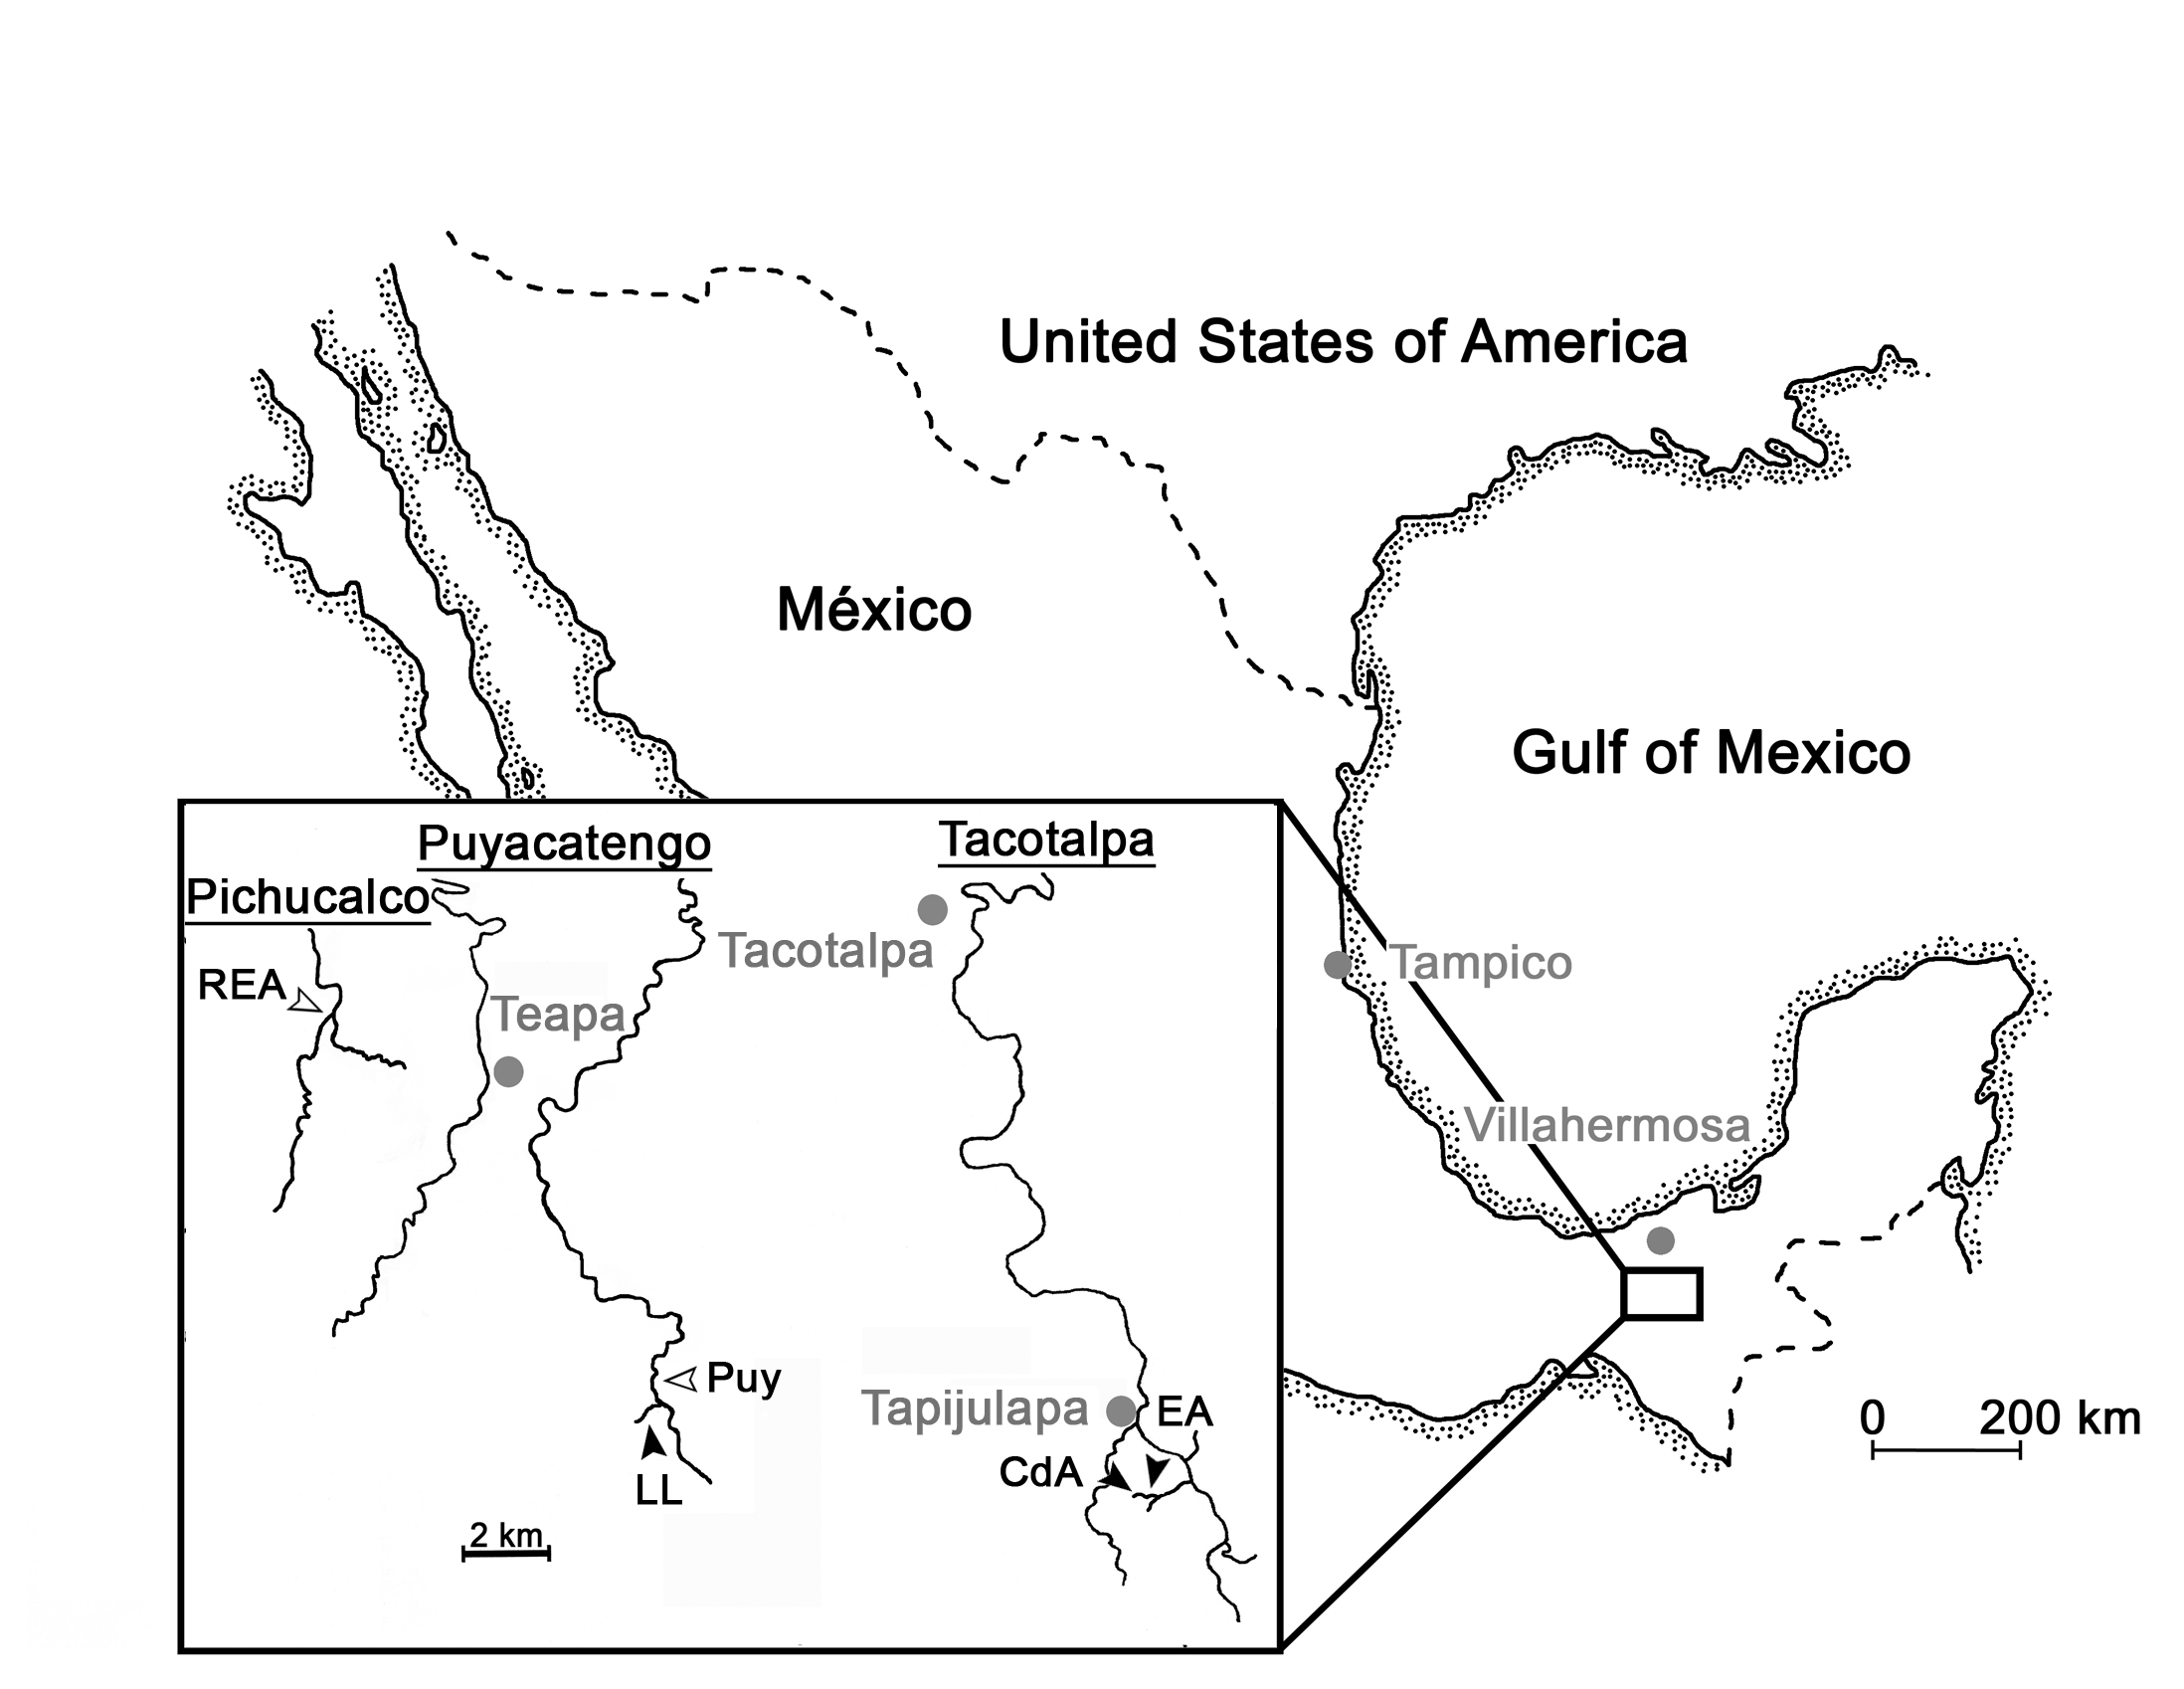 United States of America
México
Gulf of Mexico
Puyacatengo
Tacotalpa
Pichucalco
Tacotalpa
Tampico
REA
Teapa
Villahermosa
Puy
Tapijulapa
EA
0 200 km
CdA
LL
2 km